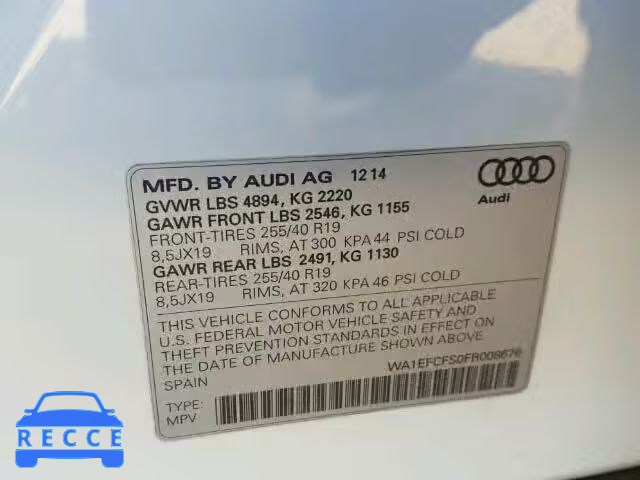 MFD. BY AUDI AG 12 14
GVWR LBS 4894, KG 2220
GAWR FRONT LBS 2546, KG 1155
FRONT-TIRES 255/40 R19
8,5JX19 RIMS, AT 300 KPA 44 PSI COLD
GAWR REAR LBS 2491, KG 1130
REAR-TIRES 255/40 R19
8,5JX19 RIMS, AT 320 KPA 46 PSI COLD
Audi
THIS VEHICLE CONFORMS TO ALL APPLICABLE
U.S. FEDERAL MOTOR VEHICLE SAFETY AND
THEFT PREVENTION STANDARDS IN EFFECT ON
THE DATE OF MANUFACTURE SHOWN ABOVE
SPAIN
WA1EFCFS0FR008676
TYPE:
MPV
RECCE